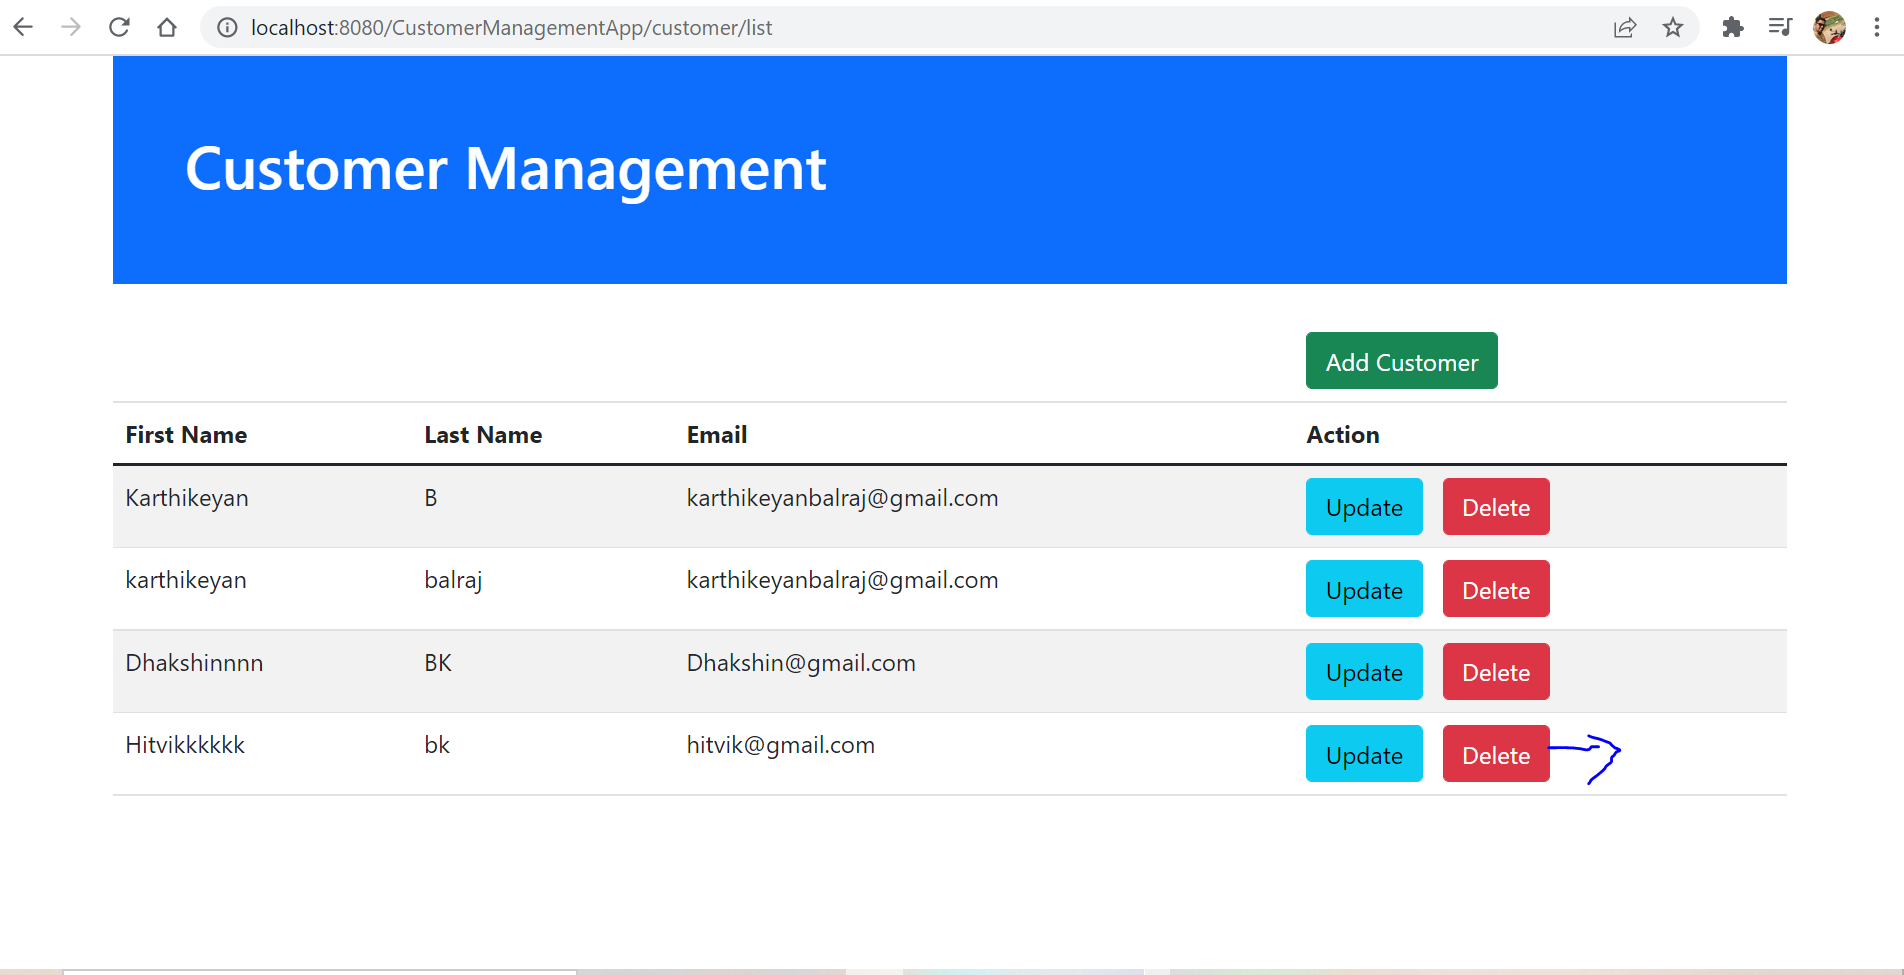 localhost:8080/CustomerManagementApp/customer/list
Customer Management
Add Customer
First Name Last Name Email Action
Karthikeyan B karthikeyanbalraj@gmail.com Update Delete
karthikeyan balraj karthikeyanbalraj@gmail.com Update Delete
Dhakshinnnn BK Dhakshin@gmail.com Update Delete
Hitvikkkkkk bk hitvik@gmail.com Update Delete